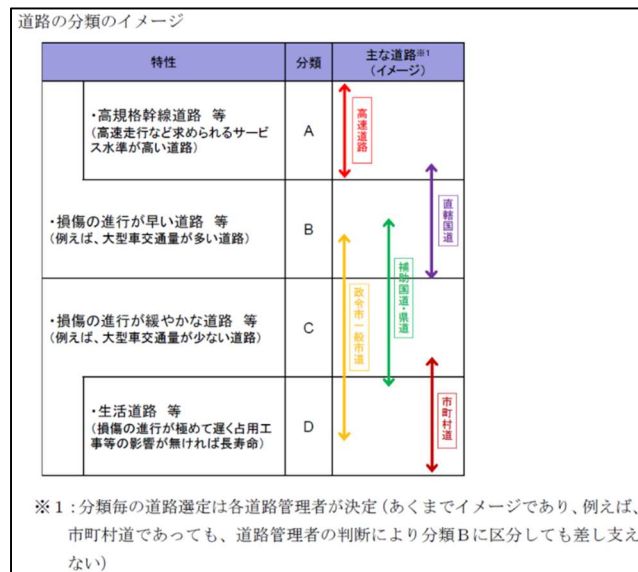 道路の分類のイメージ
特性
分類
主な道路※1
(イメージ)
・高規格幹線道路 等
(高速走行など求められるサービ
ス水準が高い道路)
A
高速道路
・損傷の進行が早い道路 等
(例えば、大型車交通量が多い道路)
B
直轄国道
補助国道・県道
政令市一般市道
・損傷の進行が緩やかな道路 等
(例えば、大型車交通量が少ない道路)
C
・生活道路 等
(損傷の進行が極めて遅く占用工
事等の影響が無ければ長寿命)
D
市町村道
※1:分類毎の道路選定は各道路管理者が決定(あくまでイメージであり、例えば、
市町村道であっても、道路管理者の判断により分類Bに区分しても差し支え
ない)